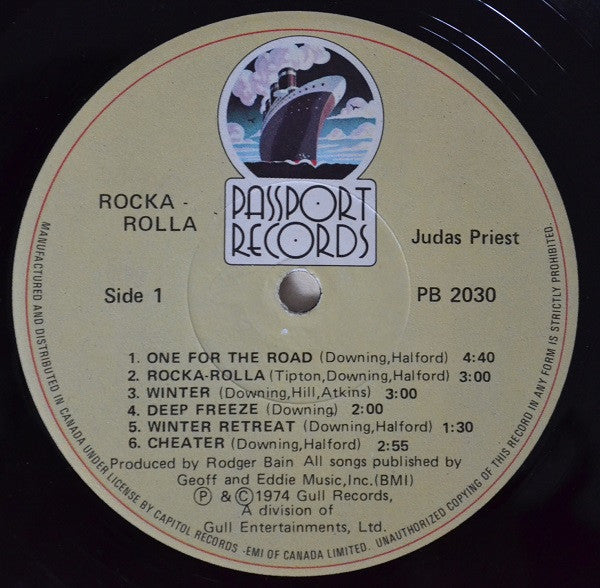 PASSPORT
RECORDS
ROCKA -
ROLLA
Judas Priest
Side 1
PB 2030
1. ONE FOR THE ROAD (Downing,Halford) 4:40
2. ROCKA-ROLLA (Tipton,Downing,Halford) 3:00
3. WINTER (Downing,Hill,Atkins) 3:00
4. DEEP FREEZE (Downing) 2:00
5. WINTER RETREAT (Downing,Halford) 1:30
6. CHEATER (Downing,Halford) 2:55
Produced by Rodger Bain All songs published by
Geoff and Eddie Music,Inc.(BMI)
Ⓟ & Ⓒ 1974 Gull Records,
A division of
Gull Entertainments, Ltd.
MANUFACTURED AND DISTRIBUTED IN CANADA UNDER LICENSE BY CAPITOL RECORDS -EMI OF CANADA LIMITED. UNAUTHORIZED COPYING OF THIS RECORD IN ANY FORM IS STRICTLY PROHIBITED.